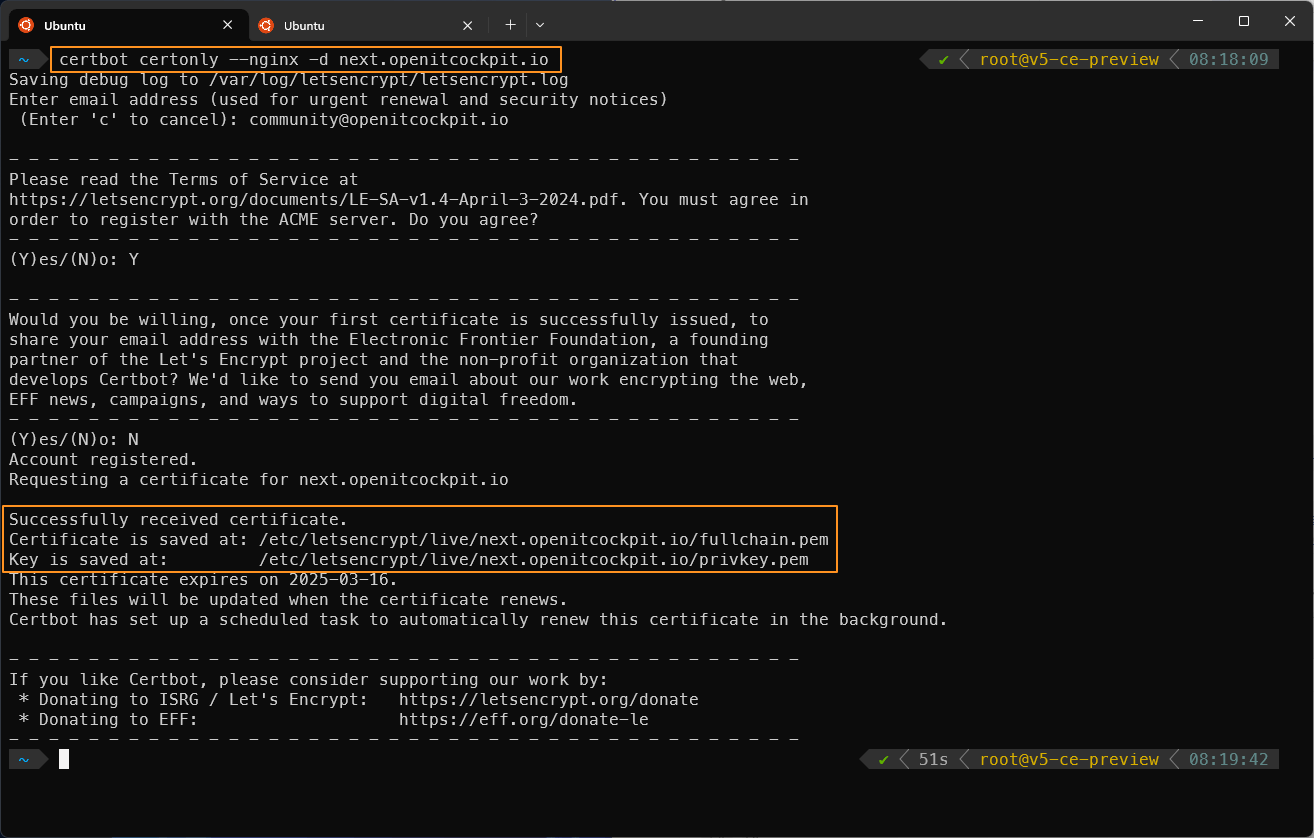 Ubuntu
Ubuntu
~ certbot certonly --nginx -d next.openitcockpit.io ✔ root@v5-ce-preview 08:18:09
Saving debug log to /var/log/letsencrypt/letsencrypt.log
Enter email address (used for urgent renewal and security notices)
(Enter 'c' to cancel): community@openitcockpit.io
- - - - - - - - - - - - - - - - - - - - - - - - - - - - - - - - - - - - - - - -
Please read the Terms of Service at
https://letsencrypt.org/documents/LE-SA-v1.4-April-3-2024.pdf. You must agree in
order to register with the ACME server. Do you agree?
- - - - - - - - - - - - - - - - - - - - - - - - - - - - - - - - - - - - - - - -
(Y)es/(N)o: Y
- - - - - - - - - - - - - - - - - - - - - - - - - - - - - - - - - - - - - - - -
Would you be willing, once your first certificate is successfully issued, to
share your email address with the Electronic Frontier Foundation, a founding
partner of the Let's Encrypt project and the non-profit organization that
develops Certbot? We'd like to send you email about our work encrypting the web,
EFF news, campaigns, and ways to support digital freedom.
- - - - - - - - - - - - - - - - - - - - - - - - - - - - - - - - - - - - - - - -
(Y)es/(N)o: N
Account registered.
Requesting a certificate for next.openitcockpit.io
Successfully received certificate.
Certificate is saved at: /etc/letsencrypt/live/next.openitcockpit.io/fullchain.pem
Key is saved at: /etc/letsencrypt/live/next.openitcockpit.io/privkey.pem
This certificate expires on 2025-03-16.
These files will be updated when the certificate renews.
Certbot has set up a scheduled task to automatically renew this certificate in the background.
- - - - - - - - - - - - - - - - - - - - - - - - - - - - - - - - - - - - - - - -
If you like Certbot, please consider supporting our work by:
* Donating to ISRG / Let's Encrypt: https://letsencrypt.org/donate
* Donating to EFF: https://eff.org/donate-le
- - - - - - - - - - - - - - - - - - - - - - - - - - - - - - - - - - - - - - - -
~ ✔ 51s root@v5-ce-preview 08:19:42